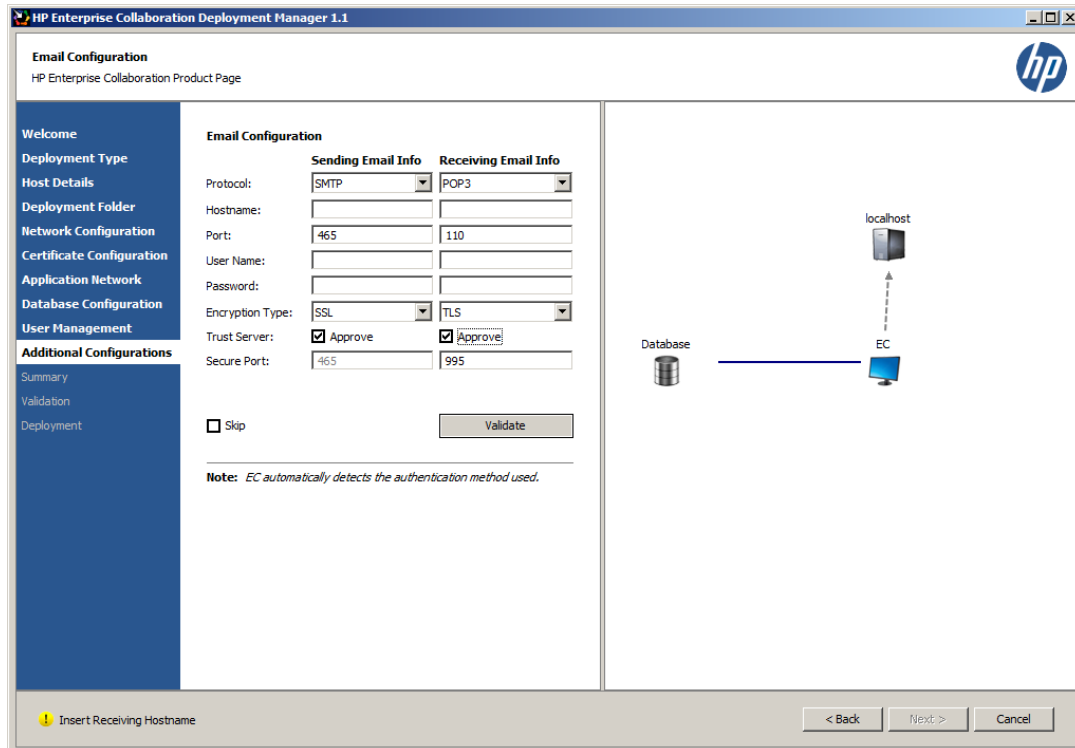 HP Enterprise Collaboration Deployment Manager 1.1
Email Configuration
HP Enterprise Collaboration Product Page
hp
Welcome
Deployment Type
Host Details
Deployment Folder
Network Configuration
Certificate Configuration
Application Network
Database Configuration
User Management
Additional Configurations
Summary
Validation
Deployment
Email Configuration
Sending Email Info Receiving Email Info
Protocol: SMTP POP3
Hostname:
Port: 465 110
User Name:
Password:
Encryption Type: SSL TLS
Trust Server: Approve Approve
Secure Port: 465 995
Skip Validate
Note: EC automatically detects the authentication method used.
localhost
Database EC
Insert Receiving Hostname
< Back Next > Cancel